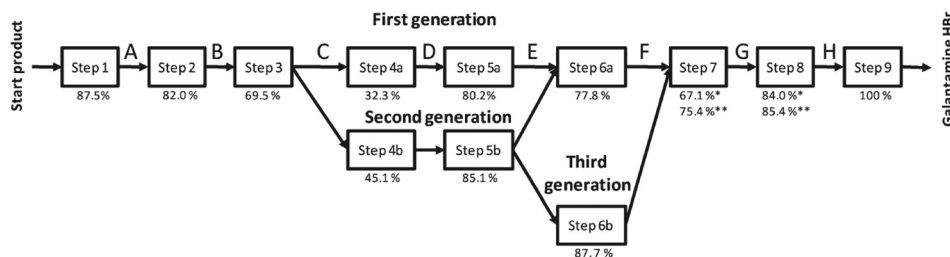 First generation
Start product
Step 1
A
Step 2
B
Step 3
C
Step 4a
D
Step 5a
E
Step 6a
F
Step 7
G
Step 8
H
Step 9
Galantamine HBr
87.5%
82.0%
69.5 %
32.3 %
80.2%
77.8%
67.1 %*
75.4 %**
84.0%*
85.4 %**
100 %
Second generation
Step 4b
Step 5b
45.1 %
85.1 %
Third
generation
Step 6b
87.7 %